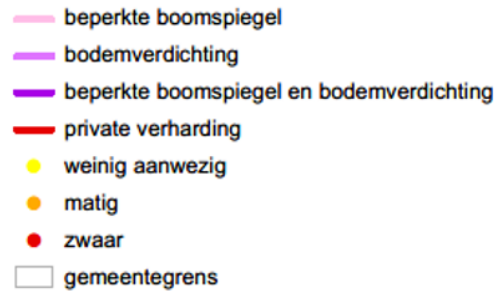 beperkte boomspiegel
bodemverdichting
beperkte boomspiegel en bodemverdichting
private verharding
weinig aanwezig
matig
zwaar
gemeentegrens